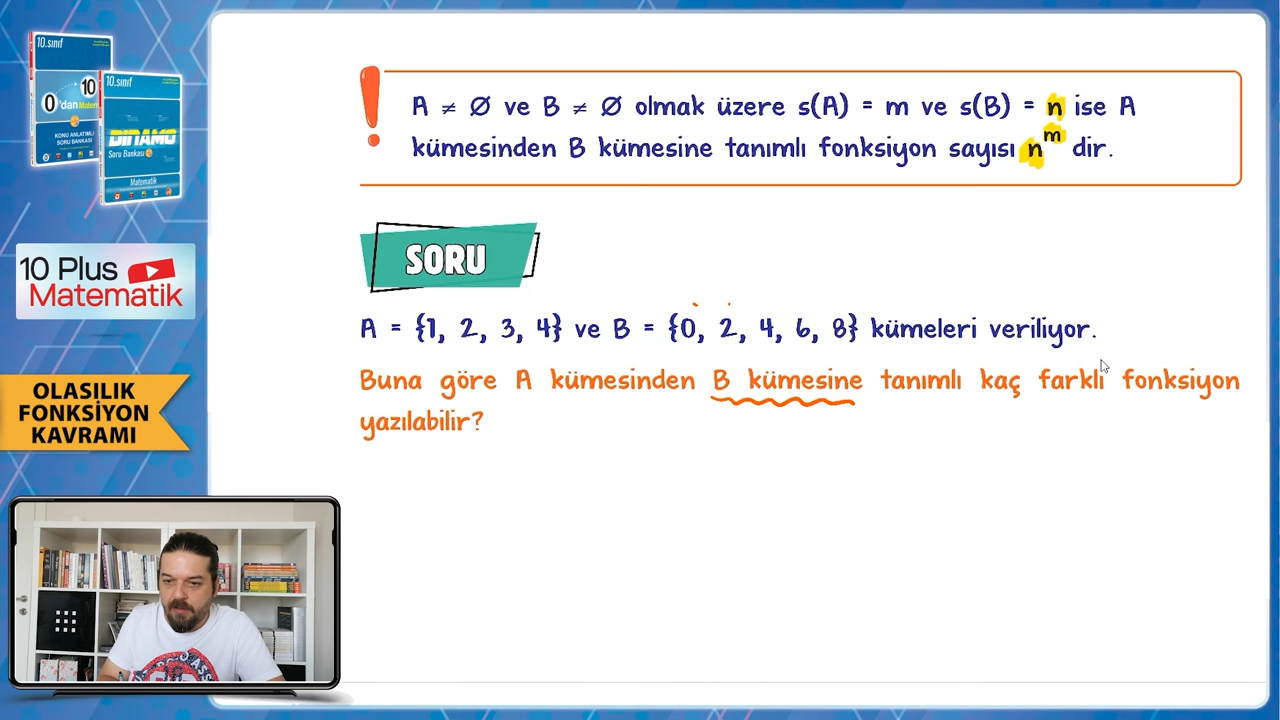 10.sınıf
0'dan 10
Matem
KONU ANLATIMLI
SORU BANKASI
10.sınıf
DİNAMO
Soru Bankası
Matematik
10 Plus
Matematik
OLASILIK
FONKSİYON
KAVRAMI
A ≠ Ø ve B ≠ Ø olmak üzere s(A) = m ve s(B) = n ise A
kümesinden B kümesine tanımlı fonksiyon sayısı n^m dir.
SORU
A = {1, 2, 3, 4} ve B = {0, 2, 4, 6, 8} kümeleri veriliyor.
Buna göre A kümesinden B kümesine tanımlı kaç farklı fonksiyon
yazılabilir?